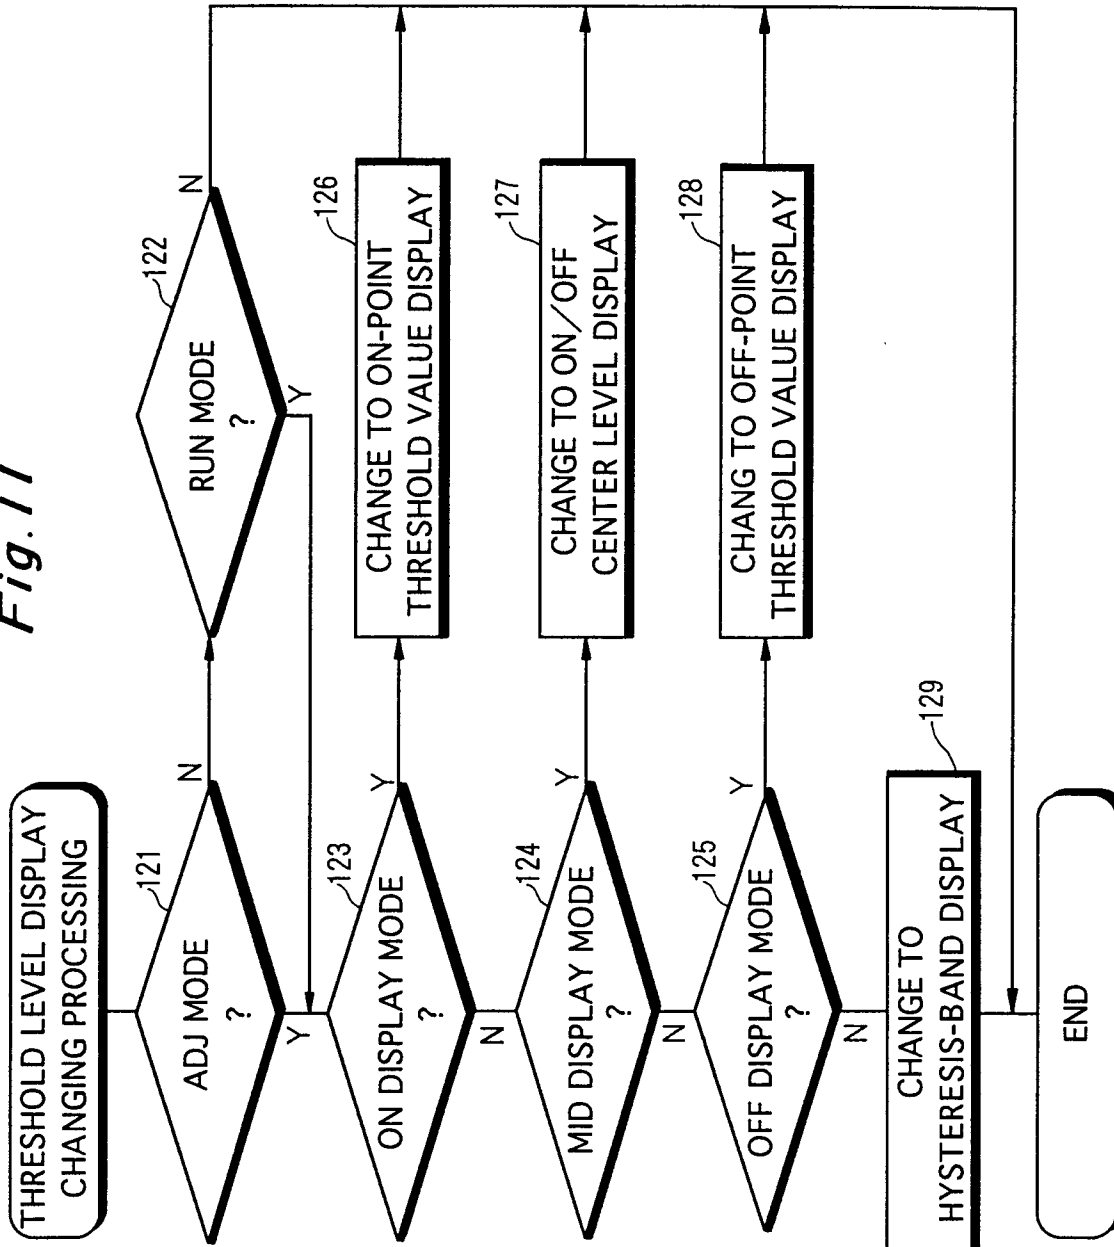 Fig. 11
THRESHOLD LEVEL DISPLAY
CHANGING PROCESSING
121
ADJ MODE
?
N
Y
122
RUN MODE
?
N
Y
123
ON DISPLAY MODE
?
Y
N
126
CHANGE TO ON-POINT
THRESHOLD VALUE DISPLAY
124
MID DISPLAY MODE
?
Y
N
127
CHANGE TO ON/OFF
CENTER LEVEL DISPLAY
125
OFF DISPLAY MODE
?
Y
N
128
CHANG TO OFF-POINT
THRESHOLD VALUE DISPLAY
129
CHANGE TO
HYSTERESIS-BAND DISPLAY
END